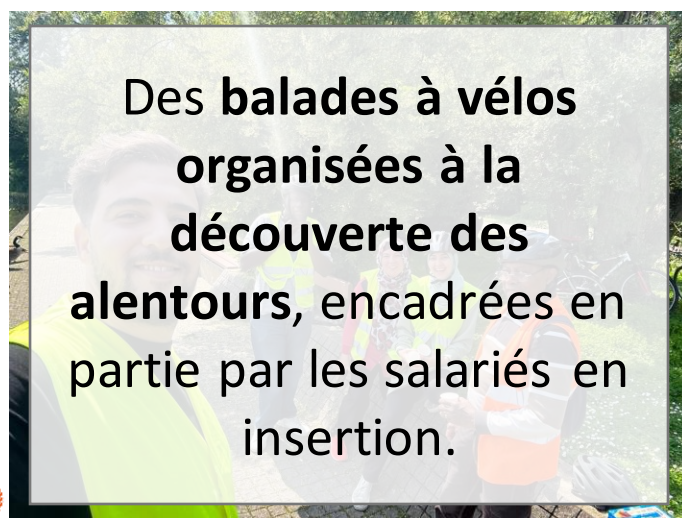 Des balades à vélos
organisées à la
découverte des
alentours, encadrées en
partie par les salariés en
insertion.